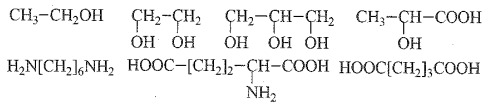 CH₃–CH₂OH CH₂–CH₂ CH₂–CH–CH₂ CH₃–CH–COOH
OH OH OH OH OH OH
H₂N[CH₂]₆NH₂ HOOC–[CH₂]₂–CH–COOH HOOC[CH₂]₃COOH
NH₂